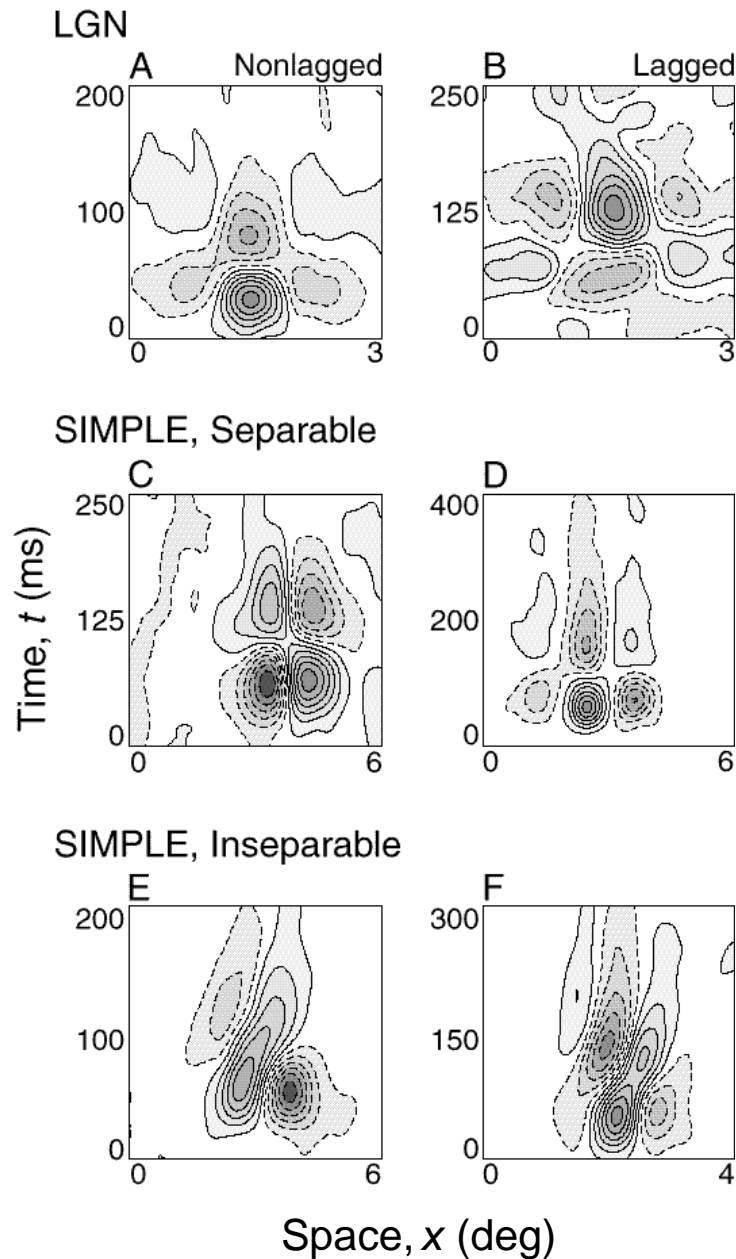 LGN
A Nonlagged
B Lagged
200
100
0
0 3
250
125
0
0 3
SIMPLE, Separable
C
D
250
125
0
0 6
400
200
0
0 6
SIMPLE, Inseparable
E
F
200
100
0
0 6
300
150
0
0 4
Time, t (ms)
Space, x (deg)